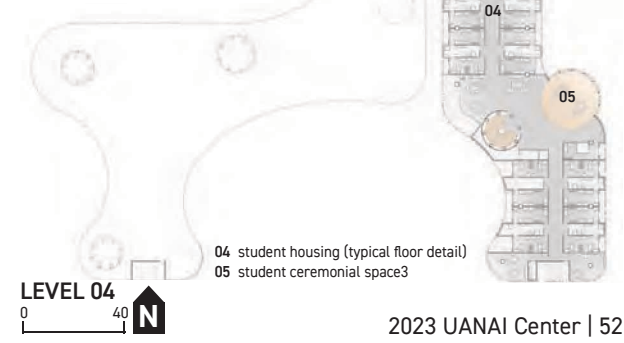 04
05
04 student housing (typical floor detail)
05 student ceremonial space3
LEVEL 04
0 40
N
2023 UANAI Center | 52